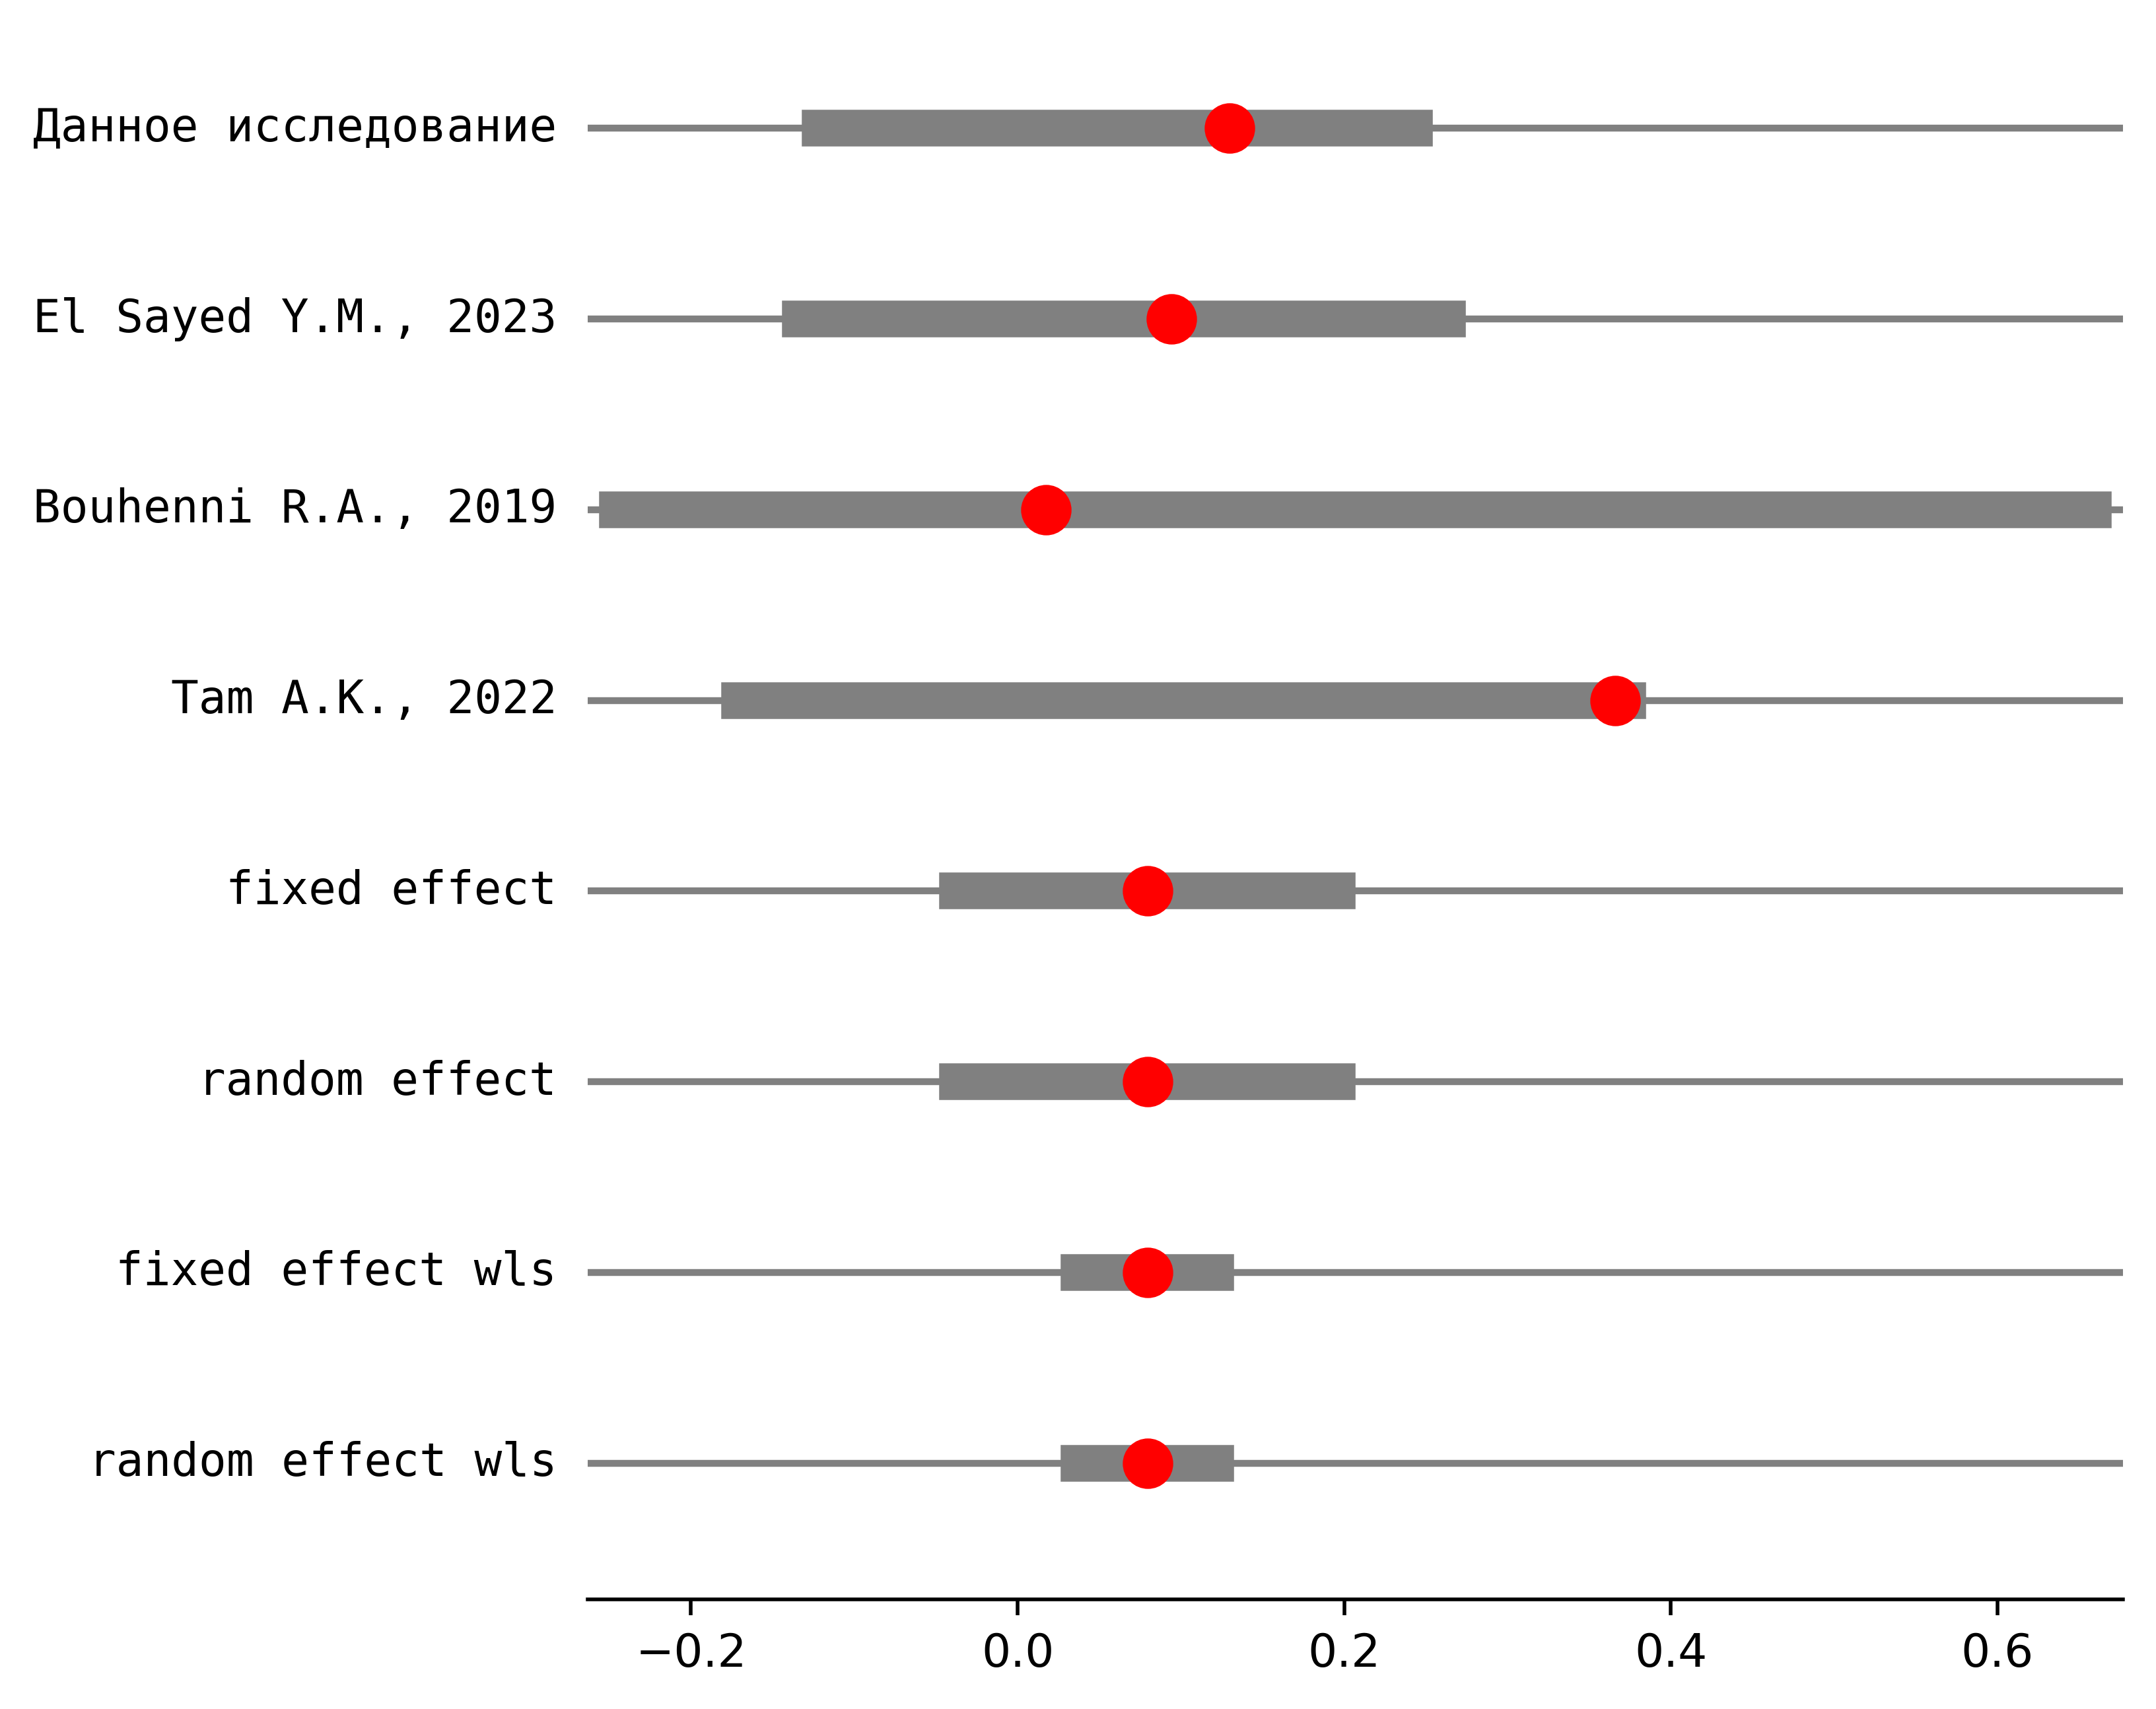 Данное исследование
El Sayed Y.M., 2023
Bouhenni R.A., 2019
Tam A.K., 2022
fixed effect
random effect
fixed effect wls
random effect wls
−0.2 0.0 0.2 0.4 0.6